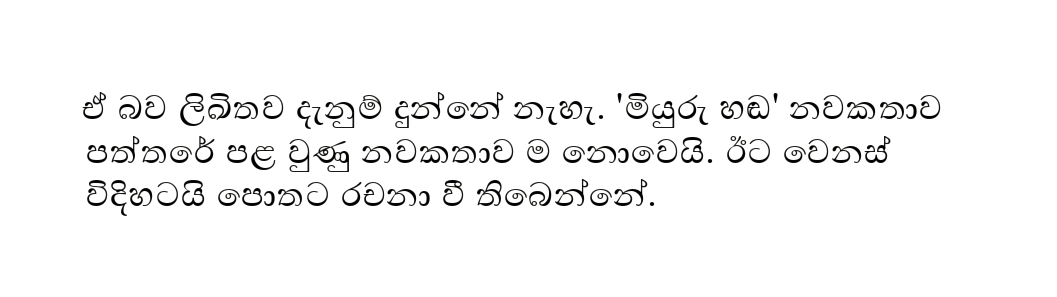 ඒ බව ලිඛිතව දැනුම් දුන්නේ නැහැ. 'මියුරු හඬ' නවකතාව
පත්තරේ පළ වුණු නවකතාව ම නොවෙයි. ඊට වෙනස්
විදිහටයි පොතට රචනා වී තිබෙන්නේ.